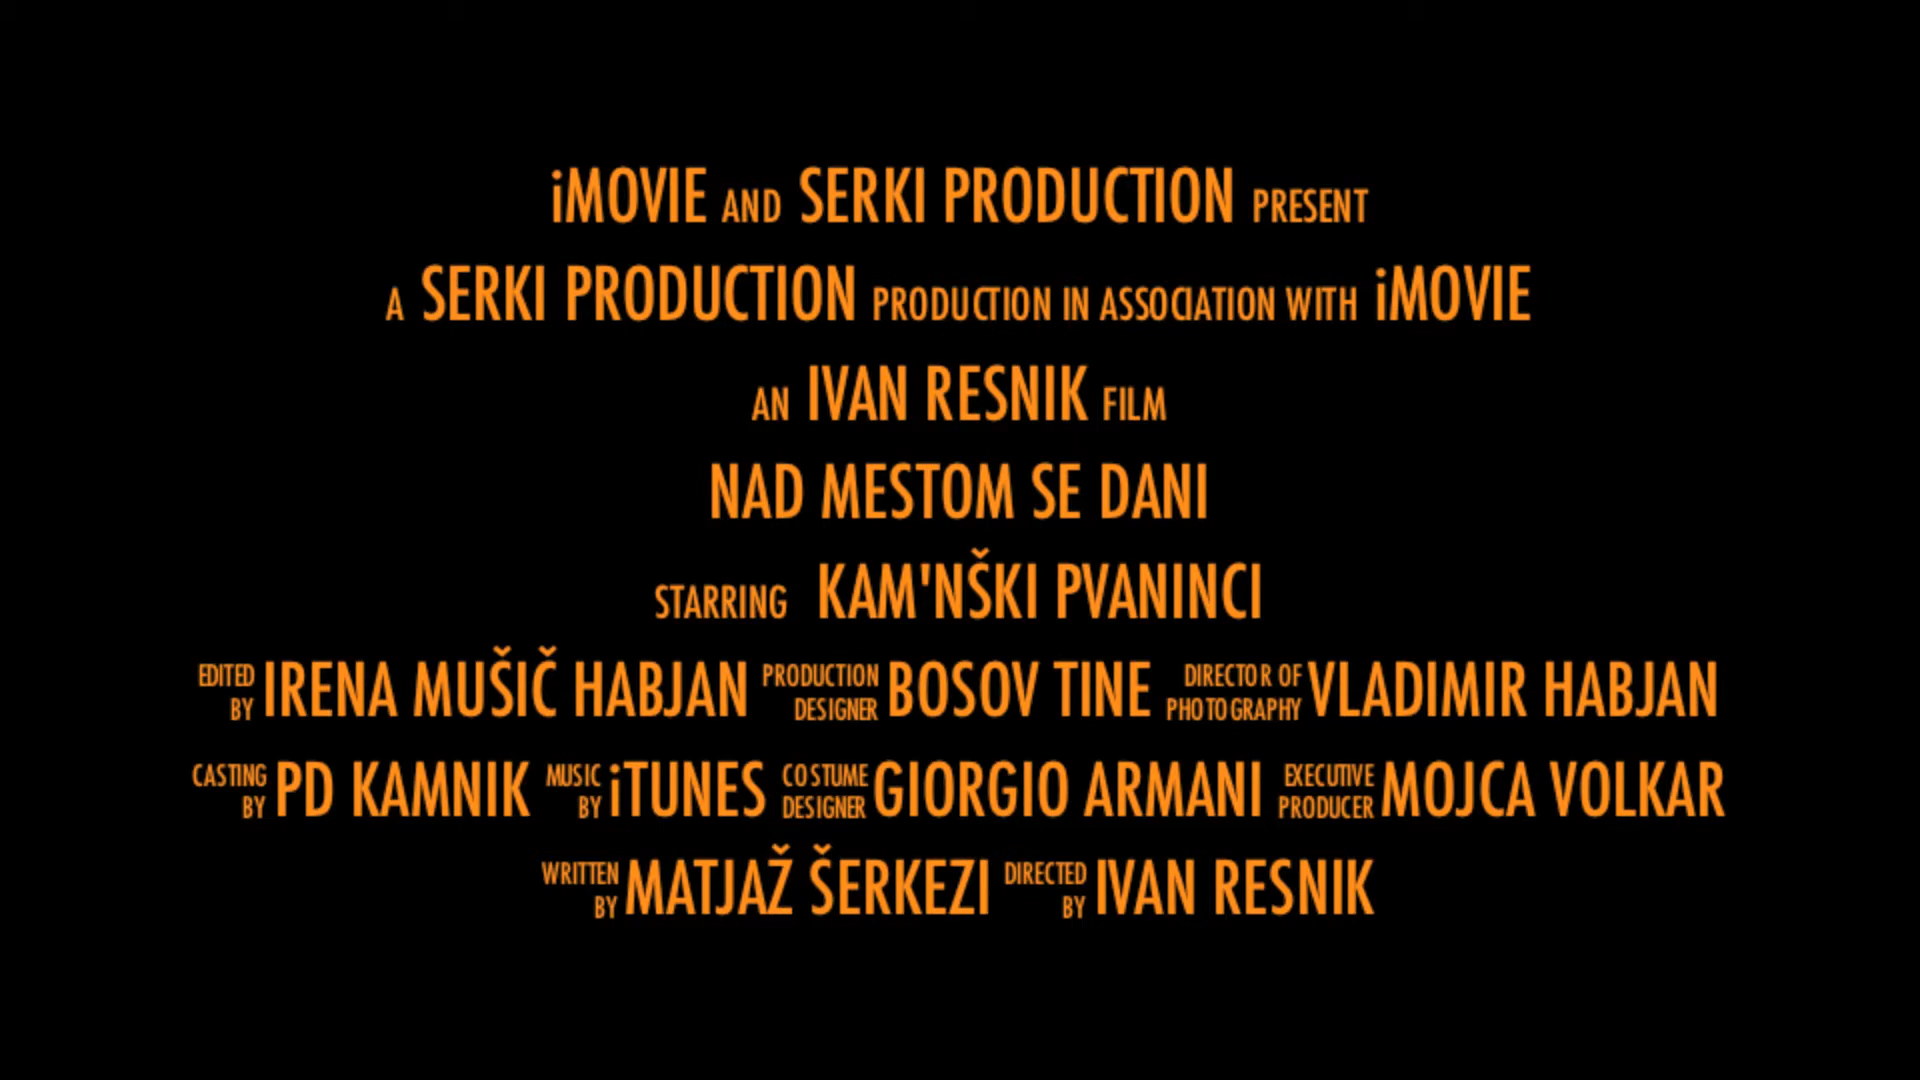 iMOVIE AND SERKI PRODUCTION PRESENT
A SERKI PRODUCTION PRODUCTION IN ASSOCIATION WITH iMOVIE
AN IVAN RESNIK FILM
NAD MESTOM SE DANI
STARRING KAM'NŠKI PVANINCI
EDITED BY IRENA MUŠIČ HABJAN PRODUCTION DESIGNER BOSOV TINE DIRECTOR OF PHOTOGRAPHY VLADIMIR HABJAN
CASTING BY PD KAMNIK MUSIC BY iTUNES COSTUME DESIGNER GIORGIO ARMANI EXECUTIVE PRODUCER MOJCA VOLKAR
WRITTEN BY MATJAŽ ŠERKEZI DIRECTED BY IVAN RESNIK